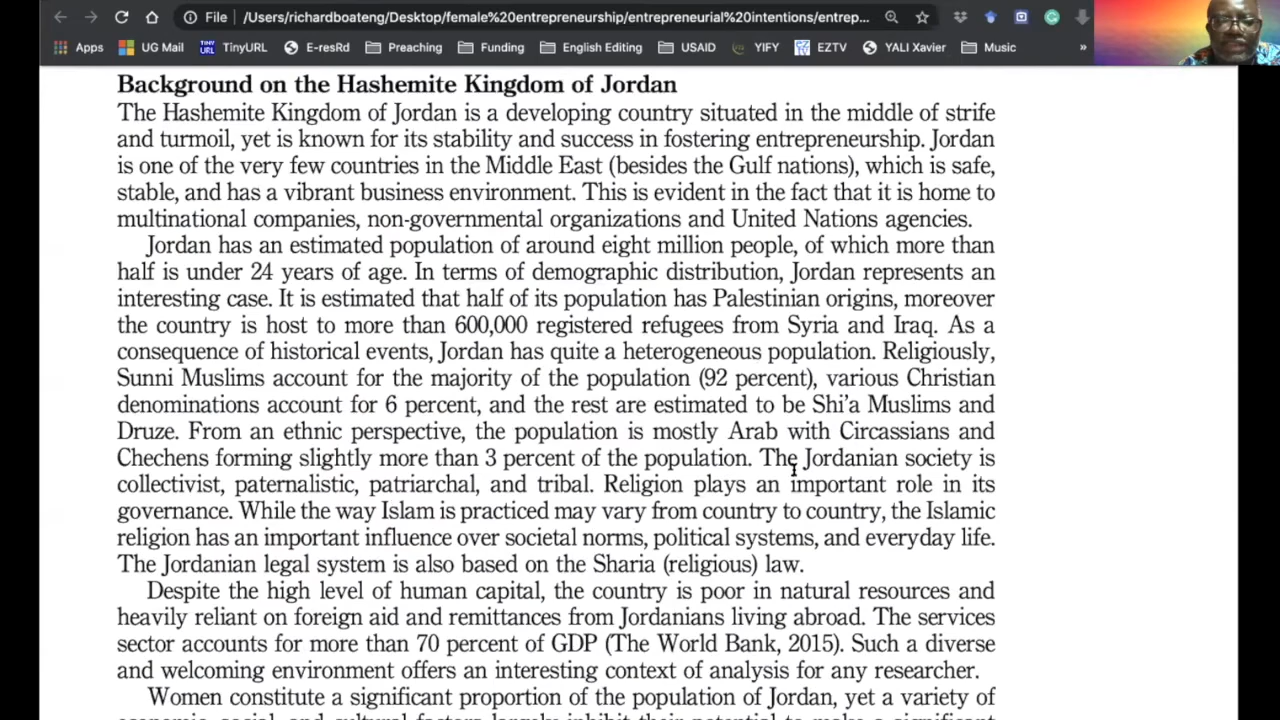 File | /Users/richardboateng/Desktop/female%20entrepreneurship/entrepreneurial%20intentions/entrep...
Apps UG Mail TINY URL TinyURL E-resRd Preaching Funding English Editing USAID YIFY EZTV YALI Xavier Music »
Background on the Hashemite Kingdom of Jordan
The Hashemite Kingdom of Jordan is a developing country situated in the middle of strife
and turmoil, yet is known for its stability and success in fostering entrepreneurship. Jordan
is one of the very few countries in the Middle East (besides the Gulf nations), which is safe,
stable, and has a vibrant business environment. This is evident in the fact that it is home to
multinational companies, non-governmental organizations and United Nations agencies.
Jordan has an estimated population of around eight million people, of which more than
half is under 24 years of age. In terms of demographic distribution, Jordan represents an
interesting case. It is estimated that half of its population has Palestinian origins, moreover
the country is host to more than 600,000 registered refugees from Syria and Iraq. As a
consequence of historical events, Jordan has quite a heterogeneous population. Religiously,
Sunni Muslims account for the majority of the population (92 percent), various Christian
denominations account for 6 percent, and the rest are estimated to be Shi'a Muslims and
Druze. From an ethnic perspective, the population is mostly Arab with Circassians and
Chechens forming slightly more than 3 percent of the population. The Jordanian society is
collectivist, paternalistic, patriarchal, and tribal. Religion plays an important role in its
governance. While the way Islam is practiced may vary from country to country, the Islamic
religion has an important influence over societal norms, political systems, and everyday life.
The Jordanian legal system is also based on the Sharia (religious) law.
Despite the high level of human capital, the country is poor in natural resources and
heavily reliant on foreign aid and remittances from Jordanians living abroad. The services
sector accounts for more than 70 percent of GDP (The World Bank, 2015). Such a diverse
and welcoming environment offers an interesting context of analysis for any researcher.
Women constitute a significant proportion of the population of Jordan, yet a variety of
economic, social, and cultural factors largely inhibit their potential to make a significant